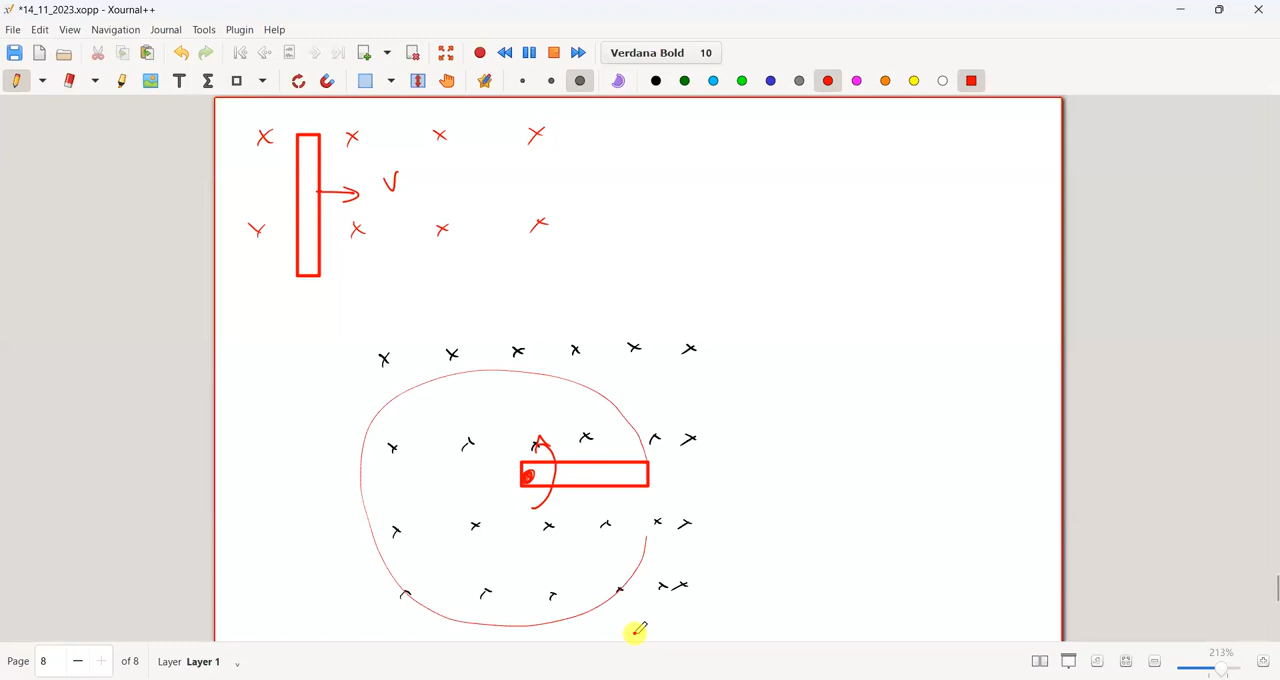 *14_11_2023.xopp - Xournal++
File Edit View Navigation Journal Tools Plugin Help
Verdana Bold 10
x x x x
v
x x x x
x x x x x x
x x x x x x
x x x x x x
x x x x x x
Page 8 of 8 Layer Layer 1 213%